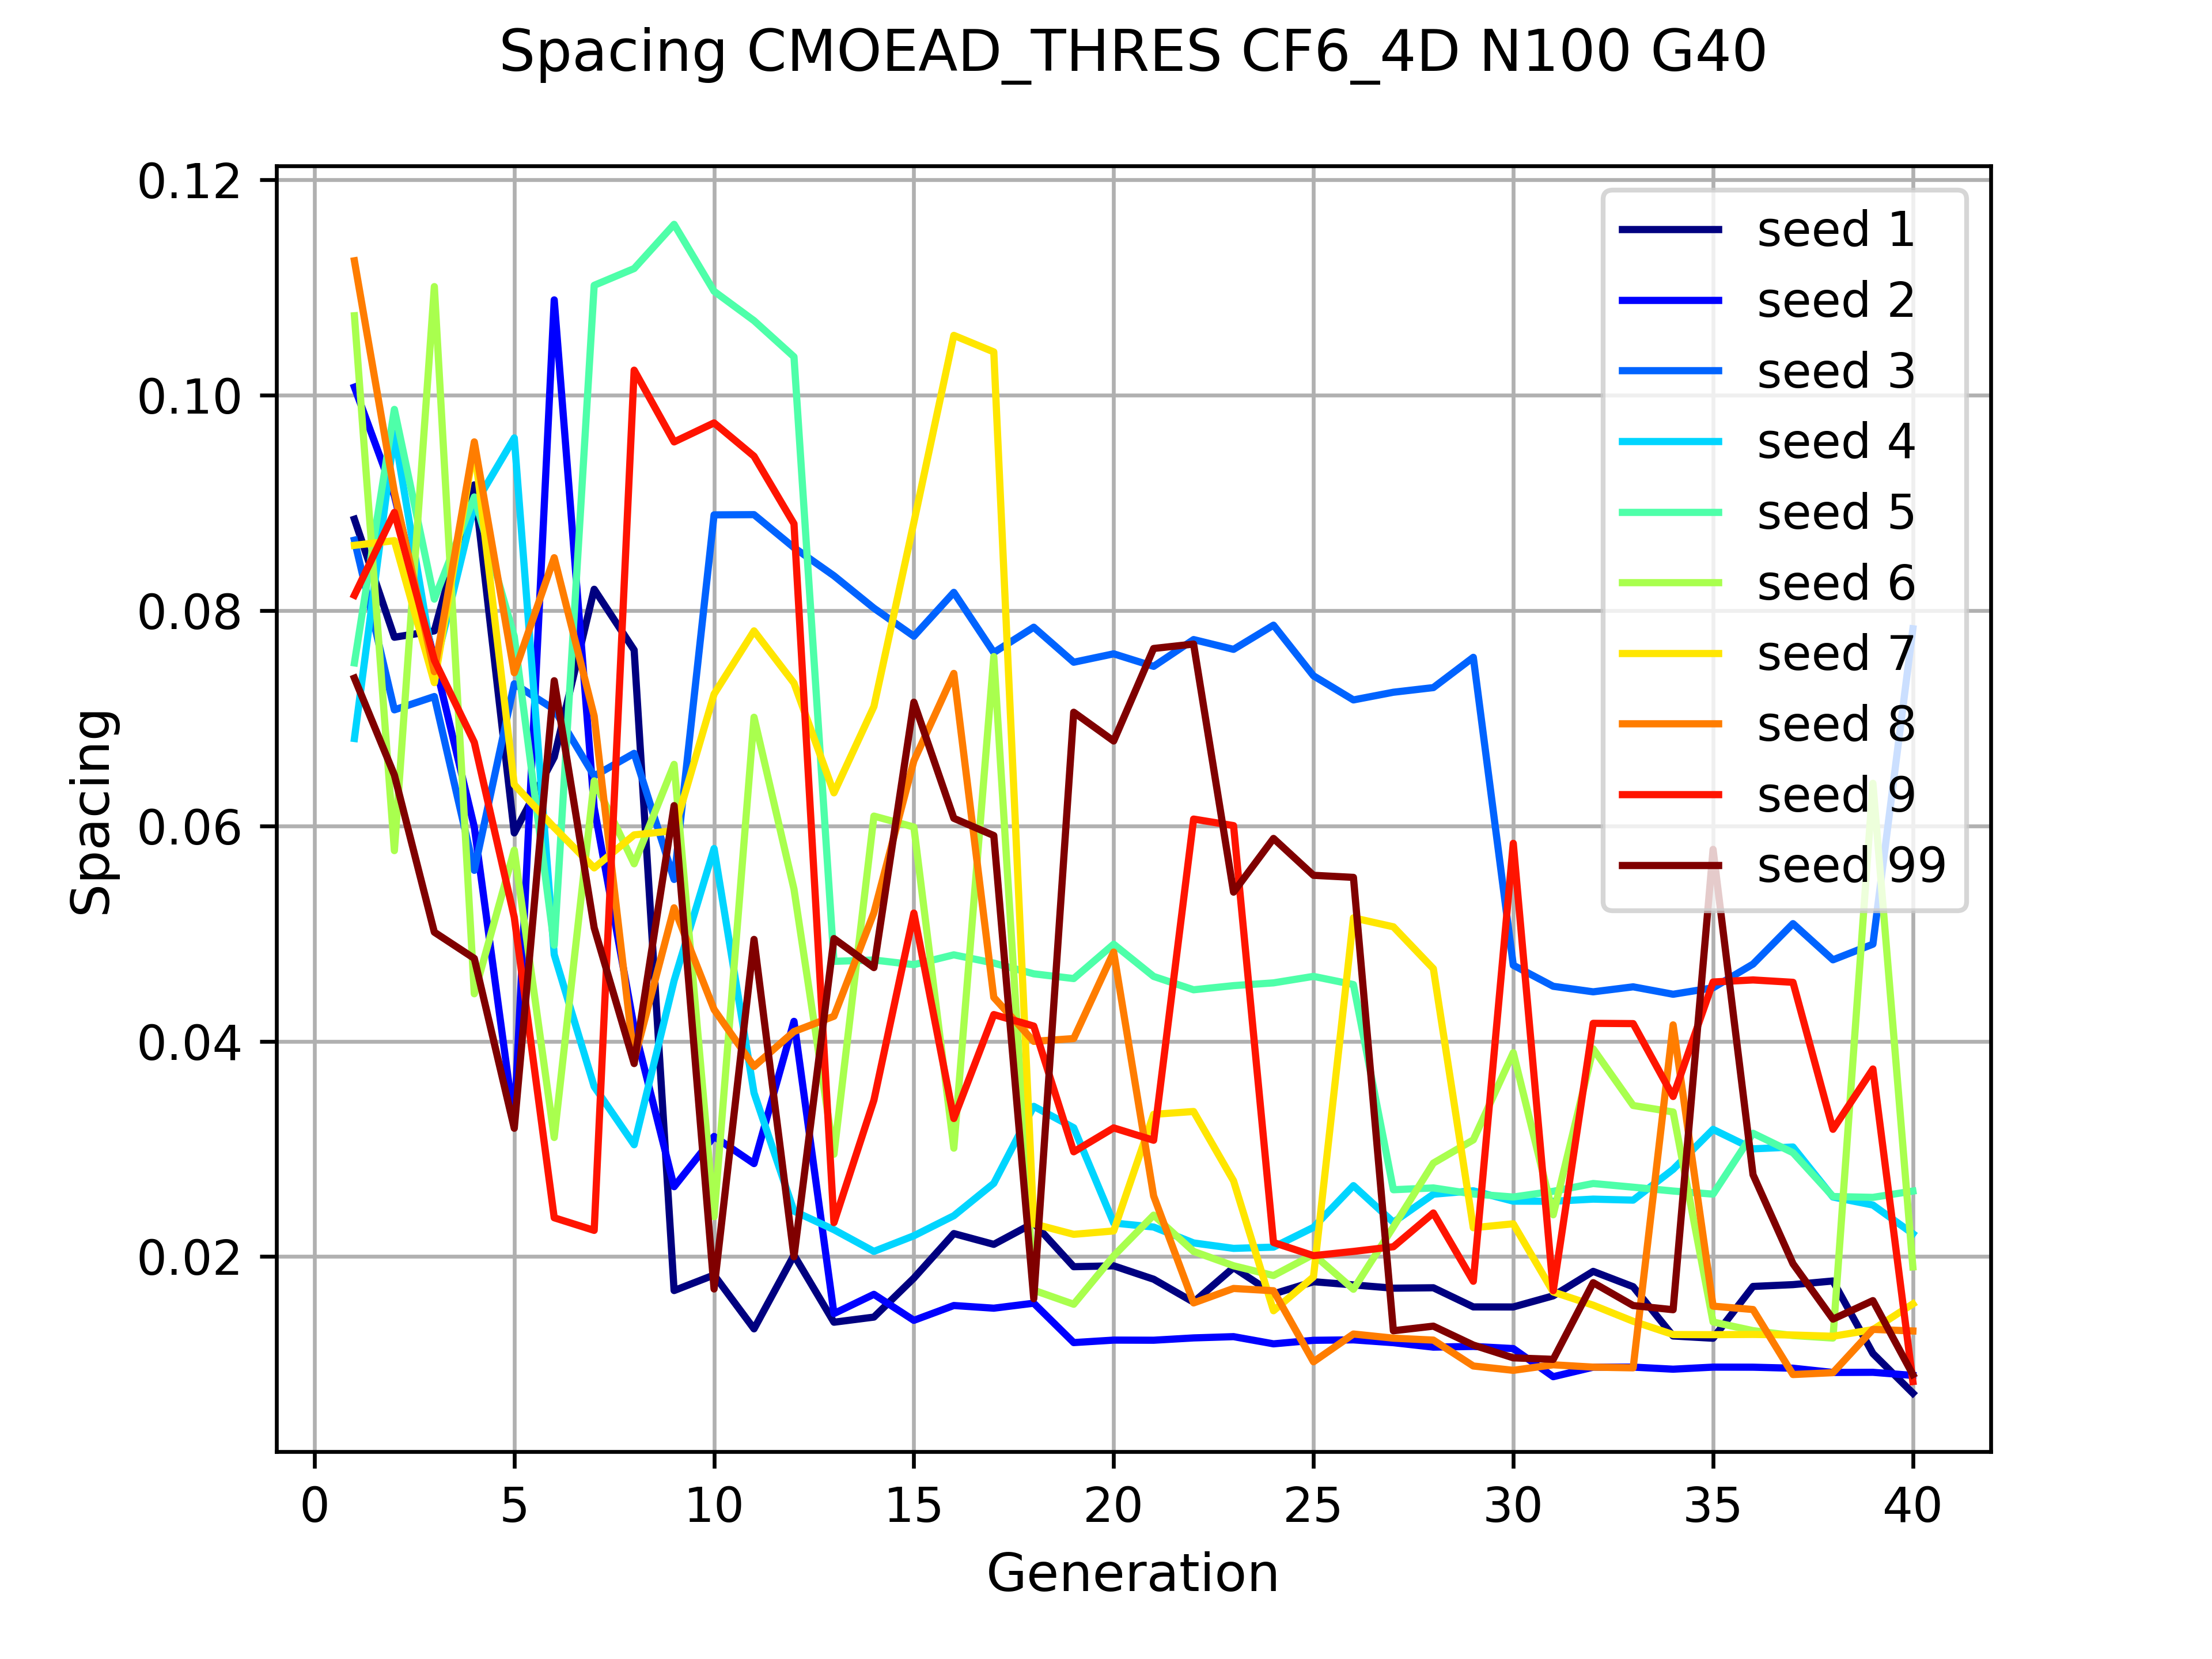 Spacing CMOEAD_THRES CF6_4D N100 G40
0.12
0.10
0.08
0.06
0.04
0.02
Spacing
seed 1
seed 2
seed 3
seed 4
seed 5
seed 6
seed 7
seed 8
seed 9
seed 99
0 5 10 15 20 25 30 35 40
Generation